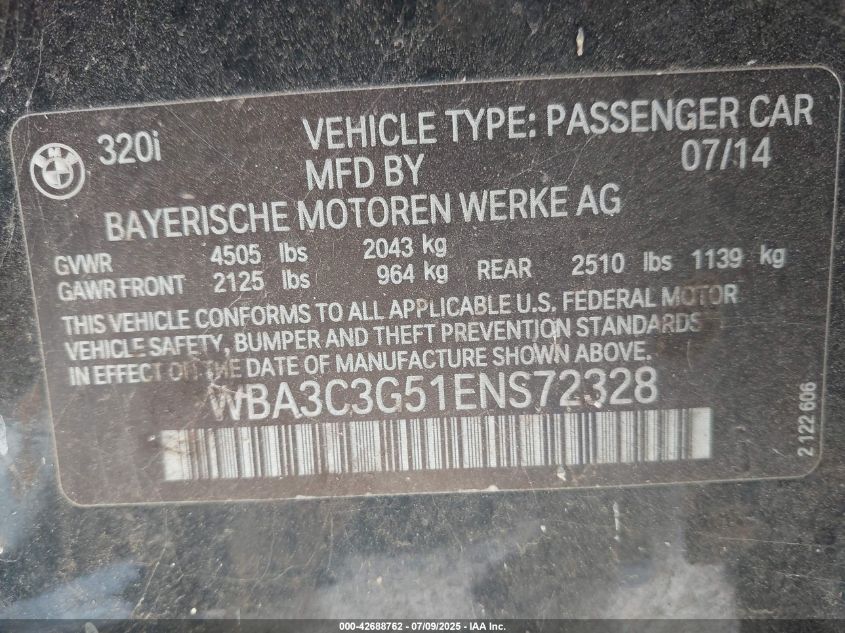 320i VEHICLE TYPE: PASSENGER CAR
MFD BY 07/14
BAYERISCHE MOTOREN WERKE AG
GVWR 4505 lbs 2043 kg
GAWR FRONT 2125 lbs 964 kg REAR 2510 lbs 1139 kg
THIS VEHICLE CONFORMS TO ALL APPLICABLE U.S. FEDERAL MOTOR
VEHICLE SAFETY, BUMPER AND THEFT PREVENTION STANDARDS
IN EFFECT ON THE DATE OF MANUFACTURE SHOWN ABOVE.
WBA3C3G51ENS72328
2 122 606
000-42688762 / 07/09/2025 - IAA Inc.